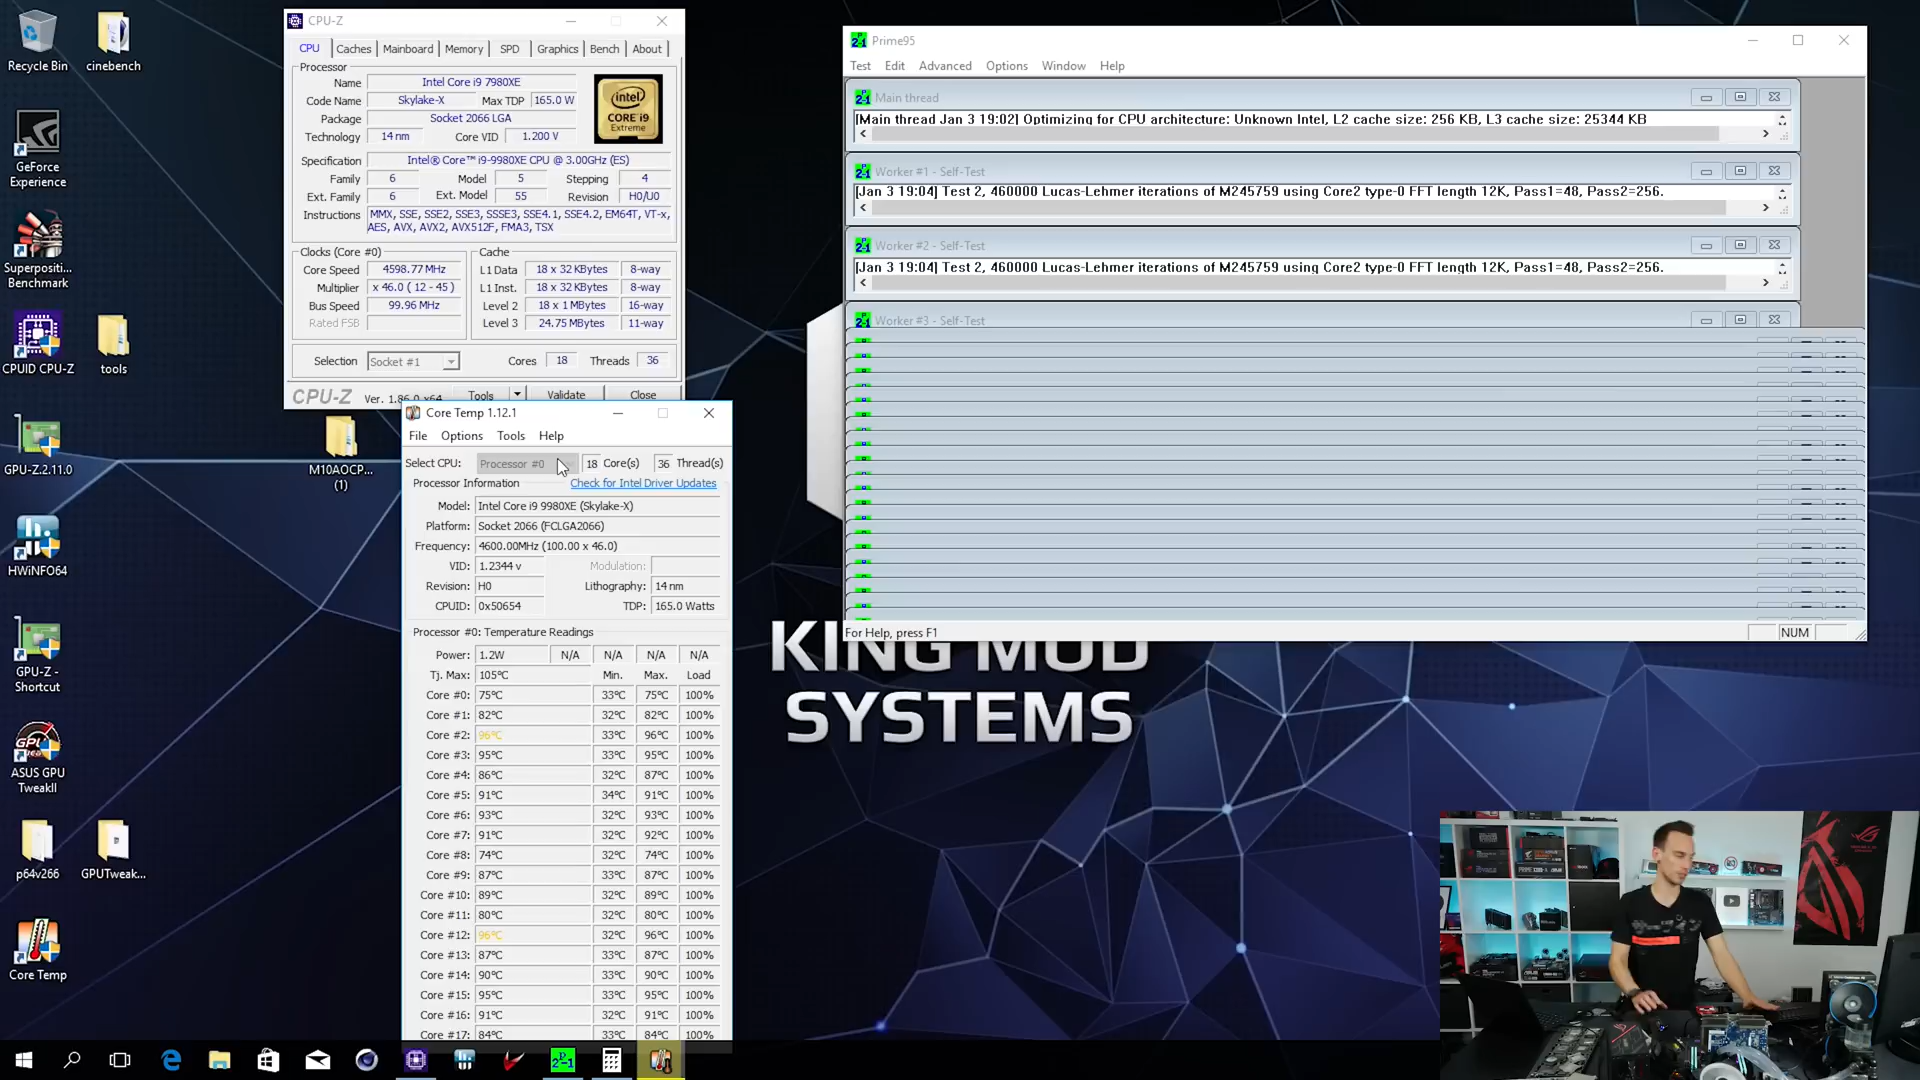 Recycle Bin
cinebench
GeForce Experience
Superpositi... Benchmark
CPUID CPU-Z
tools
GPU-Z.2.11.0
M10AOCP... (1)
HWiNFO64
GPU-Z - Shortcut
ASUS GPU TweakII
p64v266
GPUTweak...
Core Temp
CPU-Z
CPU Caches Mainboard Memory SPD Graphics Bench About
Processor
Name Intel Core i9 7980XE
Code Name Skylake-X Max TDP 165.0 W
Package Socket 2066 LGA
Technology 14 nm Core VID 1.200 V
intel CORE i9 Extreme
Specification Intel® Core™ i9-9980XE CPU @ 3.00GHz (ES)
Family 6 Model 5 Stepping 4
Ext. Family 6 Ext. Model 55 Revision H0/U0
Instructions MMX, SSE, SSE2, SSE3, SSSE3, SSE4.1, SSE4.2, EM64T, VT-x,
AES, AVX, AVX2, AVX512F, FMA3, TSX
Clocks (Core #0) Cache
Core Speed 4598.77 MHz L1 Data 18 x 32 KBytes 8-way
Multiplier x 46.0 ( 12 - 45 ) L1 Inst. 18 x 32 KBytes 8-way
Bus Speed 99.96 MHz Level 2 18 x 1 MBytes 16-way
Rated FSB Level 3 24.75 MBytes 11-way
Selection Socket #1 Cores 18 Threads 36
CPU-Z Ver. 1.86.0.x64 Tools Validate Close
Core Temp 1.12.1
File Options Tools Help
Select CPU: Processor #0 18 Core(s) 36 Thread(s)
Processor Information Check for Intel Driver Updates
Model: Intel Core i9 9980XE (Skylake-X)
Platform: Socket 2066 (FCLGA2066)
Frequency: 4600.00MHz (100.00 x 46.0)
VID: 1.2344 v Modulation:
Revision: H0 Lithography: 14 nm
CPUID: 0x50654 TDP: 165.0 Watts
Processor #0: Temperature Readings
Power: 1.2W N/A N/A N/A N/A
Tj. Max: 105°C Min. Max. Load
Core #0: 75°C 33°C 75°C 100%
Core #1: 82°C 32°C 82°C 100%
Core #2: 96°C 33°C 96°C 100%
Core #3: 95°C 33°C 95°C 100%
Core #4: 86°C 32°C 87°C 100%
Core #5: 91°C 34°C 91°C 100%
Core #6: 93°C 32°C 93°C 100%
Core #7: 91°C 32°C 92°C 100%
Core #8: 74°C 32°C 74°C 100%
Core #9: 87°C 33°C 87°C 100%
Core #10: 89°C 32°C 89°C 100%
Core #11: 80°C 32°C 80°C 100%
Core #12: 96°C 32°C 96°C 100%
Core #13: 87°C 33°C 87°C 100%
Core #14: 90°C 33°C 90°C 100%
Core #15: 95°C 33°C 95°C 100%
Core #16: 91°C 32°C 91°C 100%
Core #17: 84°C 33°C 84°C 100%
Prime95
Test Edit Advanced Options Window Help
Main thread
[Main thread Jan 3 19:02] Optimizing for CPU architecture: Unknown Intel, L2 cache size: 256 KB, L3 cache size: 25344 KB
Worker #1 - Self-Test
[Jan 3 19:04] Test 2, 460000 Lucas-Lehmer iterations of M245759 using Core2 type-0 FFT length 12K, Pass1=48, Pass2=256.
Worker #2 - Self-Test
[Jan 3 19:04] Test 2, 460000 Lucas-Lehmer iterations of M245759 using Core2 type-0 FFT length 12K, Pass1=48, Pass2=256.
Worker #3 - Self-Test
For Help, press F1 NUM
KING MOD
SYSTEMS